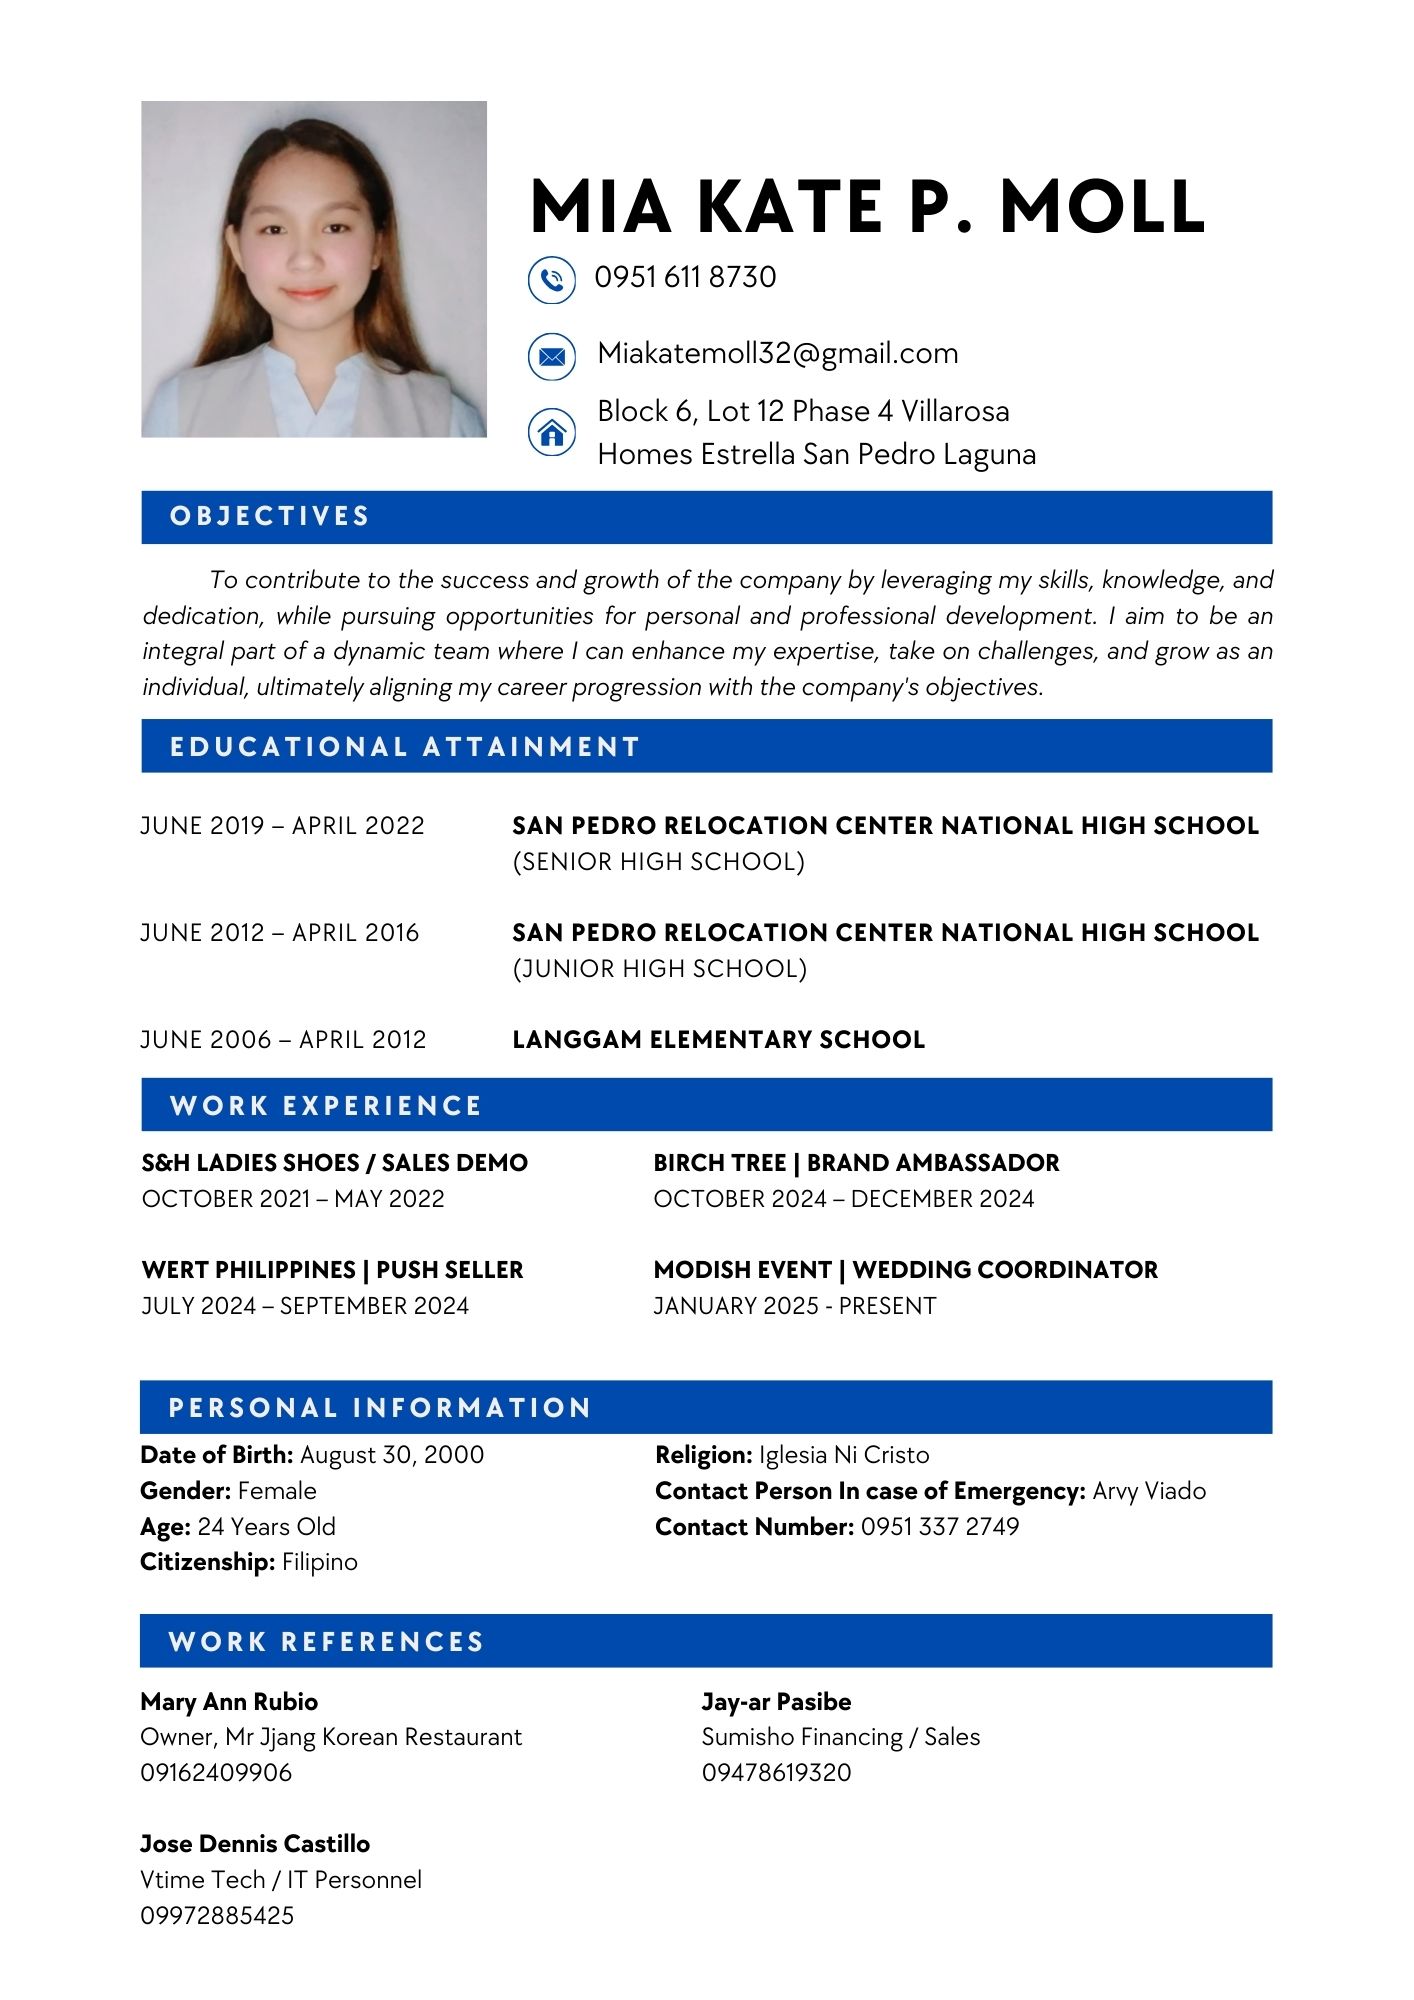 MIA KATE P. MOLL
0951 611 8730
Miakatemoll32@gmail.com
Block 6, Lot 12 Phase 4 Villarosa
Homes Estrella San Pedro Laguna
OBJECTIVES
To contribute to the success and growth of the company by leveraging my skills, knowledge, and
dedication, while pursuing opportunities for personal and professional development. I aim to be an
integral part of a dynamic team where I can enhance my expertise, take on challenges, and grow as an
individual, ultimately aligning my career progression with the company's objectives.
EDUCATIONAL ATTAINMENT
JUNE 2019 – APRIL 2022 SAN PEDRO RELOCATION CENTER NATIONAL HIGH SCHOOL
(SENIOR HIGH SCHOOL)
JUNE 2012 – APRIL 2016 SAN PEDRO RELOCATION CENTER NATIONAL HIGH SCHOOL
(JUNIOR HIGH SCHOOL)
JUNE 2006 – APRIL 2012 LANGGAM ELEMENTARY SCHOOL
WORK EXPERIENCE
S&H LADIES SHOES / SALES DEMO
OCTOBER 2021 – MAY 2022
WERT PHILIPPINES | PUSH SELLER
JULY 2024 – SEPTEMBER 2024
BIRCH TREE | BRAND AMBASSADOR
OCTOBER 2024 – DECEMBER 2024
MODISH EVENT | WEDDING COORDINATOR
JANUARY 2025 - PRESENT
PERSONAL INFORMATION
Date of Birth: August 30, 2000
Gender: Female
Age: 24 Years Old
Citizenship: Filipino
Religion: Iglesia Ni Cristo
Contact Person In case of Emergency: Arvy Viado
Contact Number: 0951 337 2749
WORK REFERENCES
Mary Ann Rubio
Owner, Mr Jjang Korean Restaurant
09162409906
Jay-ar Pasibe
Sumisho Financing / Sales
09478619320
Jose Dennis Castillo
Vtime Tech / IT Personnel
09972885425